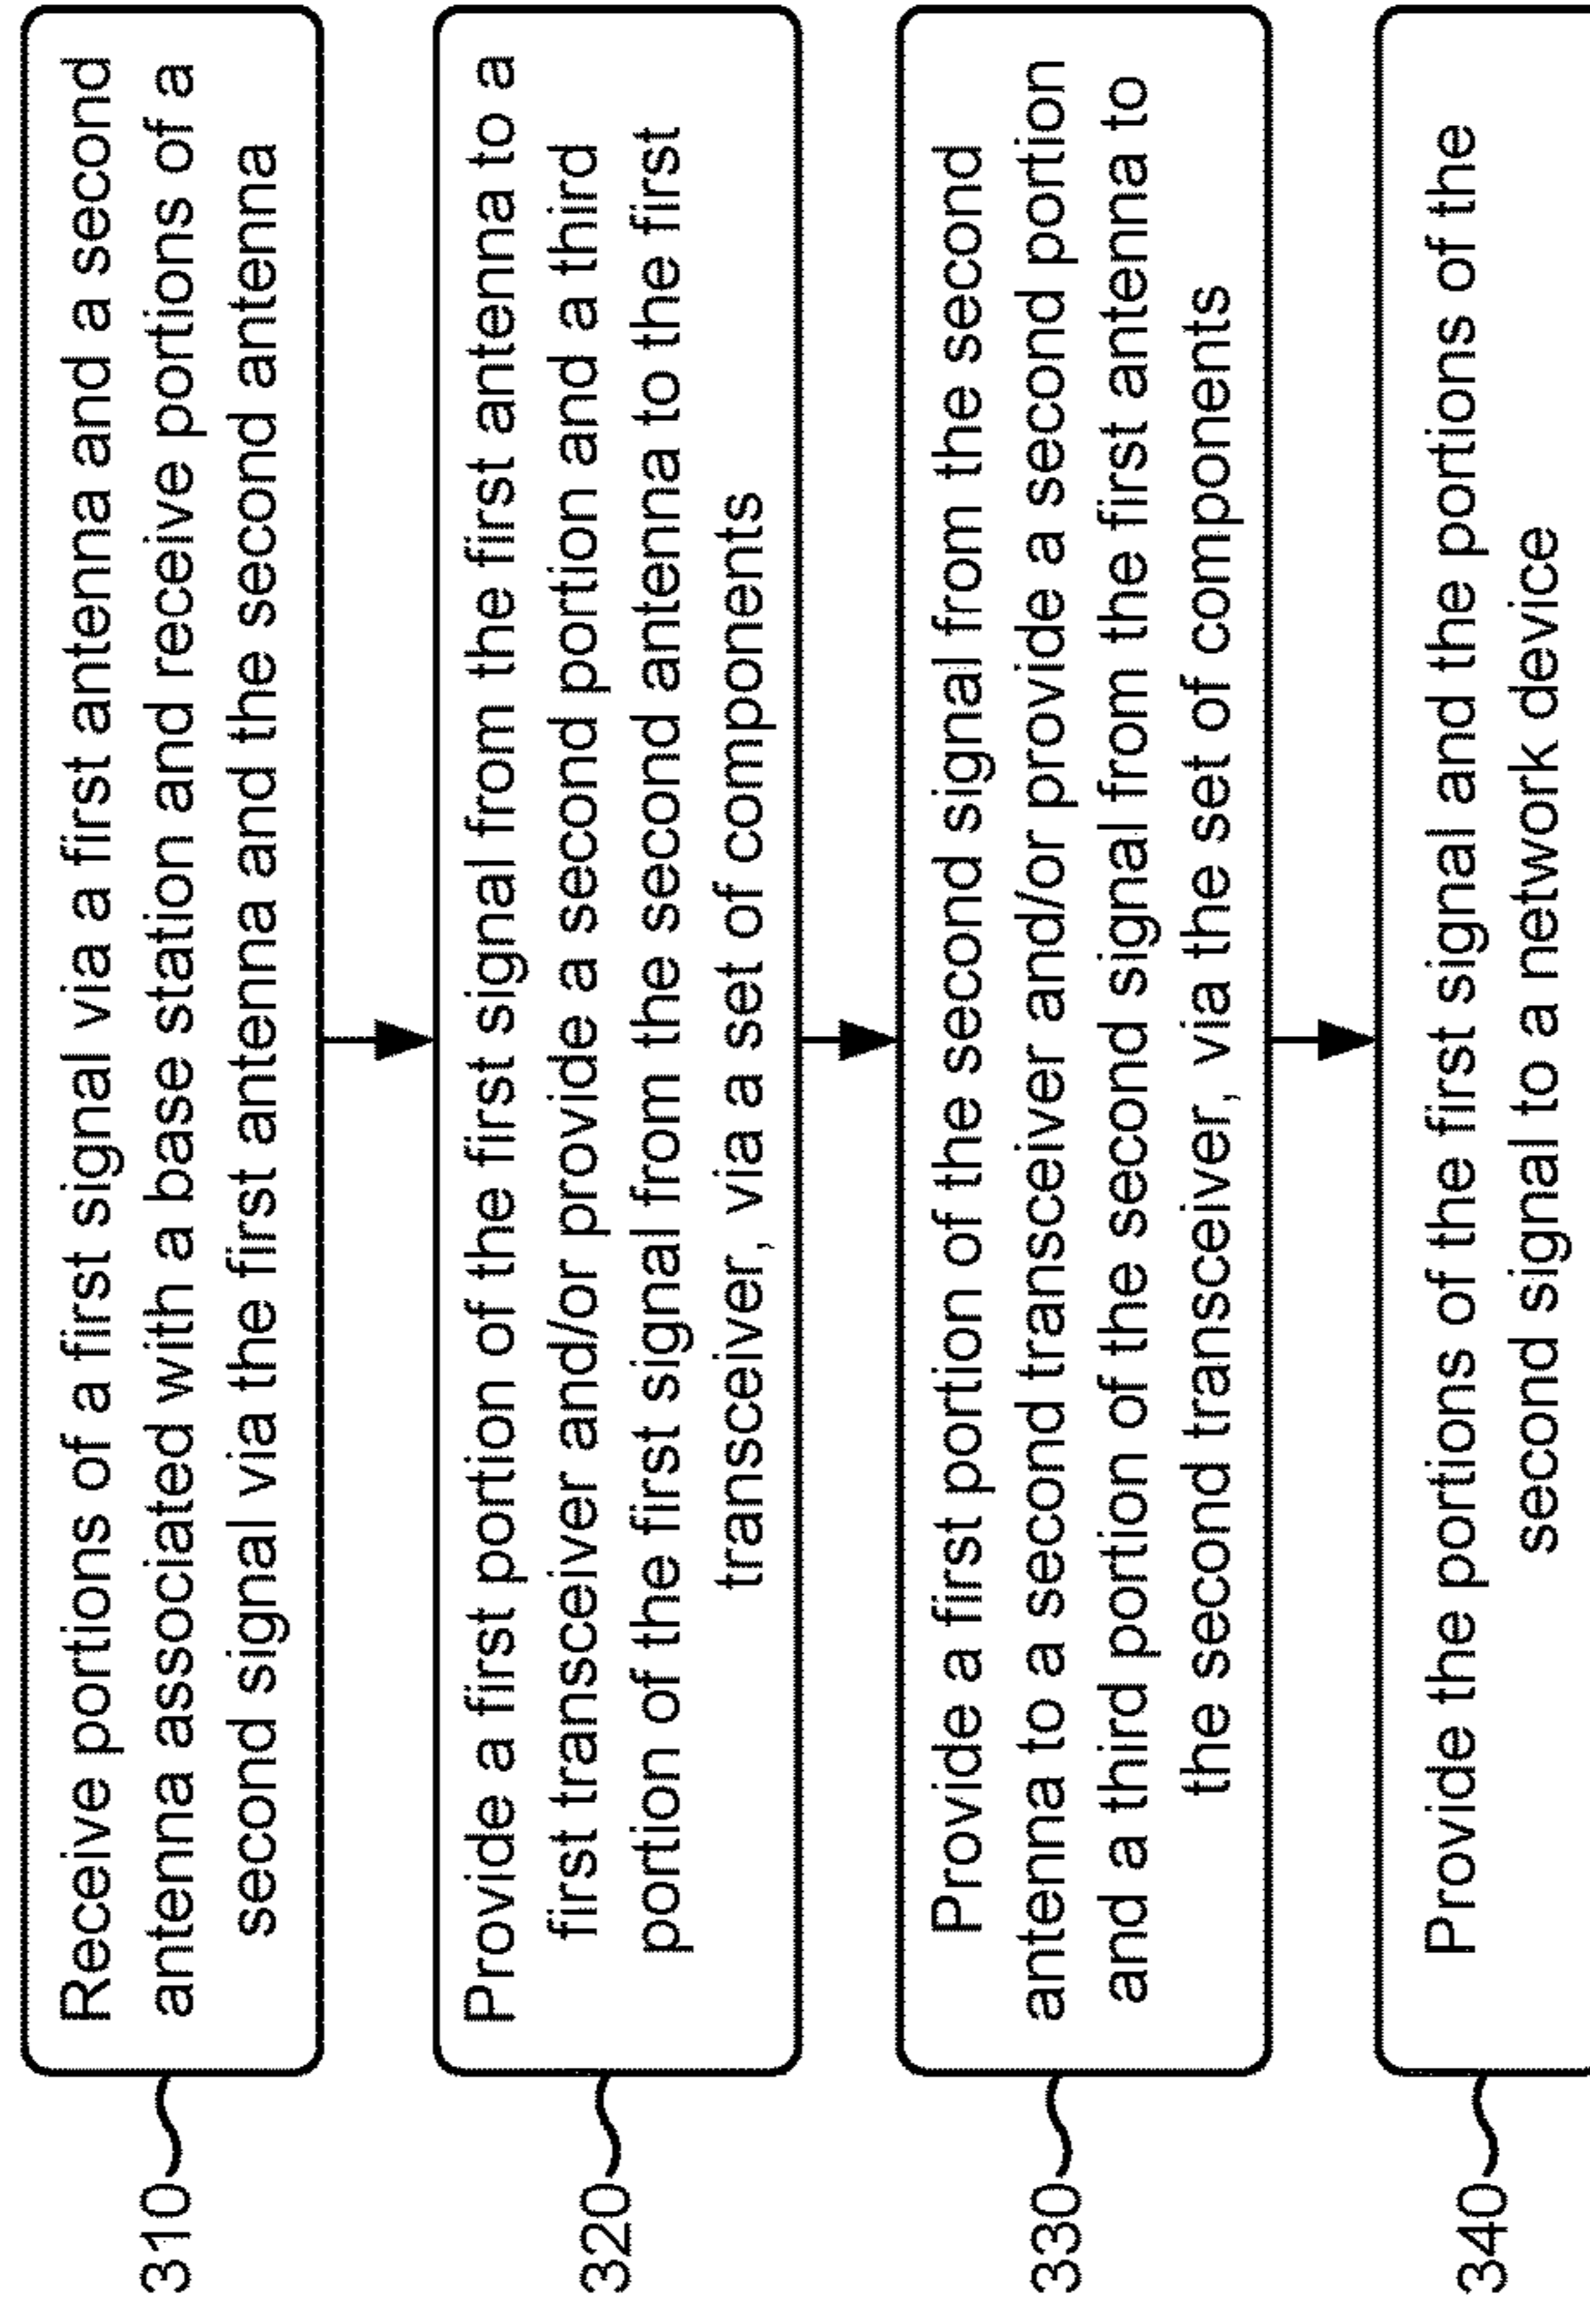 310
Receive portions of a first signal via a first antenna and a second
antenna associated with a base station and receive portions of a
second signal via the first antenna and the second antenna
320
Provide a first portion of the first signal from the first antenna to a
first transceiver and/or provide a second portion and a third
portion of the first signal from the second antenna to the first
transceiver, via a set of components
330
Provide a first portion of the second signal from the second
antenna to a second transceiver and/or provide a second portion
and a third portion of the second signal from the first antenna to
the second transceiver, via the set of components
340
Provide the portions of the first signal and the portions of the
second signal to a network device